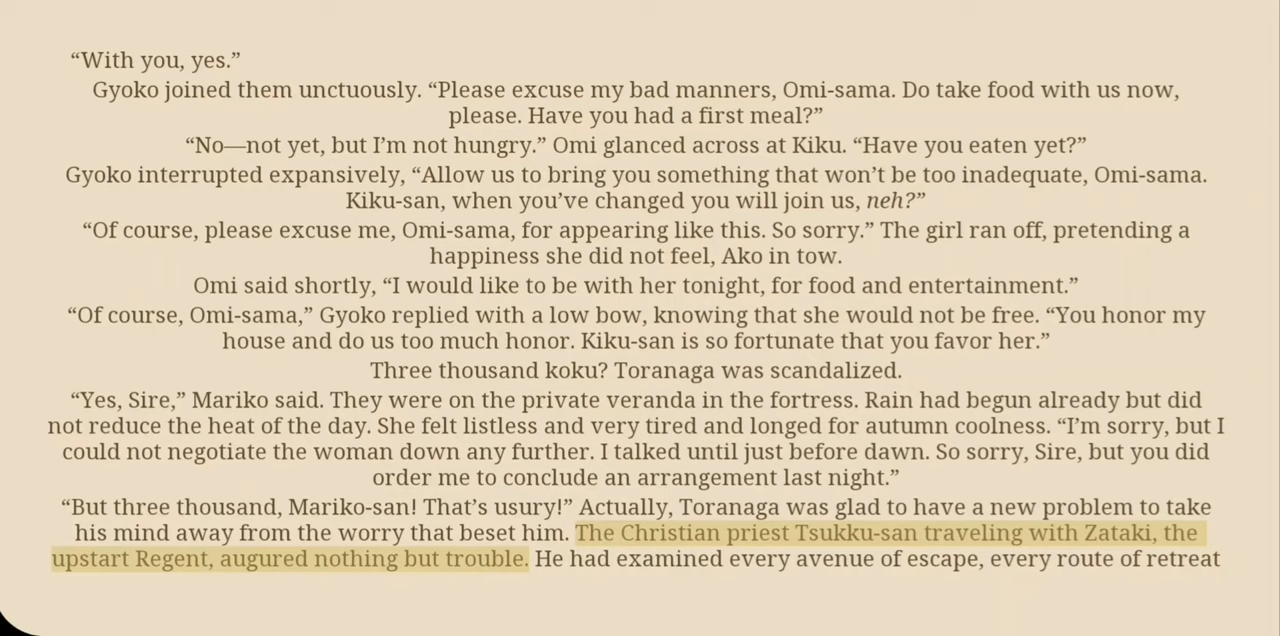 “With you, yes.”
Gyoko joined them unctuously. “Please excuse my bad manners, Omi-sama. Do take food with us now,
please. Have you had a first meal?”
“No—not yet, but I’m not hungry.” Omi glanced across at Kiku. “Have you eaten yet?”
Gyoko interrupted expansively, “Allow us to bring you something that won’t be too inadequate, Omi-sama.
Kiku-san, when you’ve changed you will join us, neh?”
“Of course, please excuse me, Omi-sama, for appearing like this. So sorry.” The girl ran off, pretending a
happiness she did not feel, Ako in tow.
Omi said shortly, “I would like to be with her tonight, for food and entertainment.”
“Of course, Omi-sama,” Gyoko replied with a low bow, knowing that she would not be free. “You honor my
house and do us too much honor. Kiku-san is so fortunate that you favor her.”
Three thousand koku? Toranaga was scandalized.
“Yes, Sire,” Mariko said. They were on the private veranda in the fortress. Rain had begun already but did
not reduce the heat of the day. She felt listless and very tired and longed for autumn coolness. “I’m sorry, but I
could not negotiate the woman down any further. I talked until just before dawn. So sorry, Sire, but you did
order me to conclude an arrangement last night.”
“But three thousand, Mariko-san! That’s usury!” Actually, Toranaga was glad to have a new problem to take
his mind away from the worry that beset him. The Christian priest Tsukku-san traveling with Zataki, the
upstart Regent, augured nothing but trouble. He had examined every avenue of escape, every route of retreat